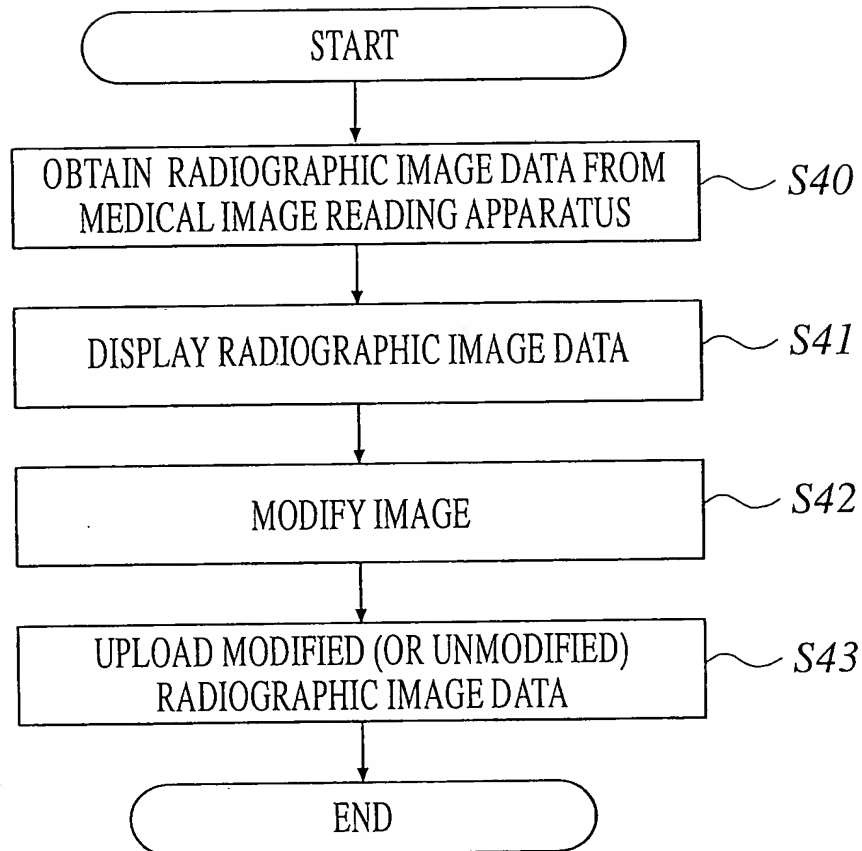 START
OBTAIN RADIOGRAPHIC IMAGE DATA FROM
MEDICAL IMAGE READING APPARATUS
S40
DISPLAY RADIOGRAPHIC IMAGE DATA
S41
MODIFY IMAGE
S42
UPLOAD MODIFIED (OR UNMODIFIED)
RADIOGRAPHIC IMAGE DATA
S43
END